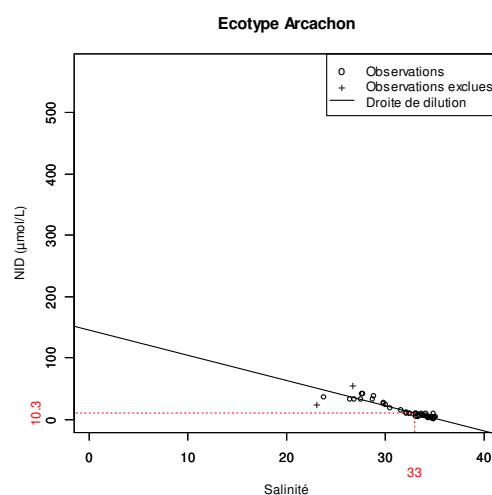 Ecotype Arcachon
Observations
Observations exclues
Droite de dilution
NID (µmol/L)
500
400
300
200
100
0
10.3
0 10 20 30 40
33
Salinité